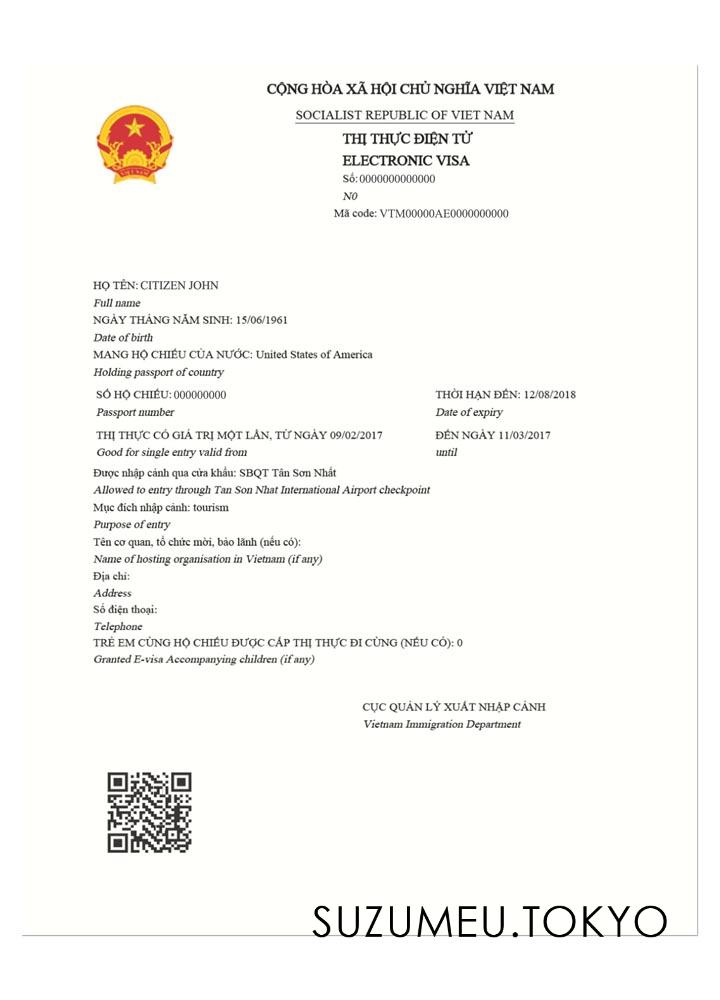 CỘNG HÒA XÃ HỘI CHỦ NGHĨA VIỆT NAM
SOCIALIST REPUBLIC OF VIET NAM
THỊ THỰC ĐIỆN TỬ
ELECTRONIC VISA
Số:0000000000000
N0
Mã code: VTM00000AE0000000000
VIỆT NAM
HỌ TÊN: CITIZEN JOHN
Full name
NGÀY THÁNG NĂM SINH: 15/06/1961
Date of birth
MANG HỘ CHIẾU CỦA NƯỚC: United States of America
Holding passport of country
SỐ HỘ CHIẾU: 000000000 THỜI HẠN ĐẾN: 12/08/2018
Passport number Date of expiry
THỊ THỰC CÓ GIÁ TRỊ MỘT LẦN, TỪ NGÀY 09/02/2017 ĐẾN NGÀY 11/03/2017
Good for single entry valid from until
Được nhập cảnh qua cửa khẩu: SBQT Tân Sơn Nhất
Allowed to entry through Tan Son Nhat International Airport checkpoint
Mục đích nhập cảnh: tourism
Purpose of entry
Tên cơ quan, tổ chức mời, bảo lãnh (nếu có):
Name of hosting organisation in Vietnam (if any)
Địa chỉ:
Address
Số điện thoại:
Telephone
TRẺ EM CÙNG HỘ CHIẾU ĐƯỢC CẤP THỊ THỰC ĐI CÙNG (NẾU CÓ): 0
Granted E-visa Accompanying children (if any)
CỤC QUẢN LÝ XUẤT NHẬP CẢNH
Vietnam Immigration Department
SUZUMEU.TOKYO